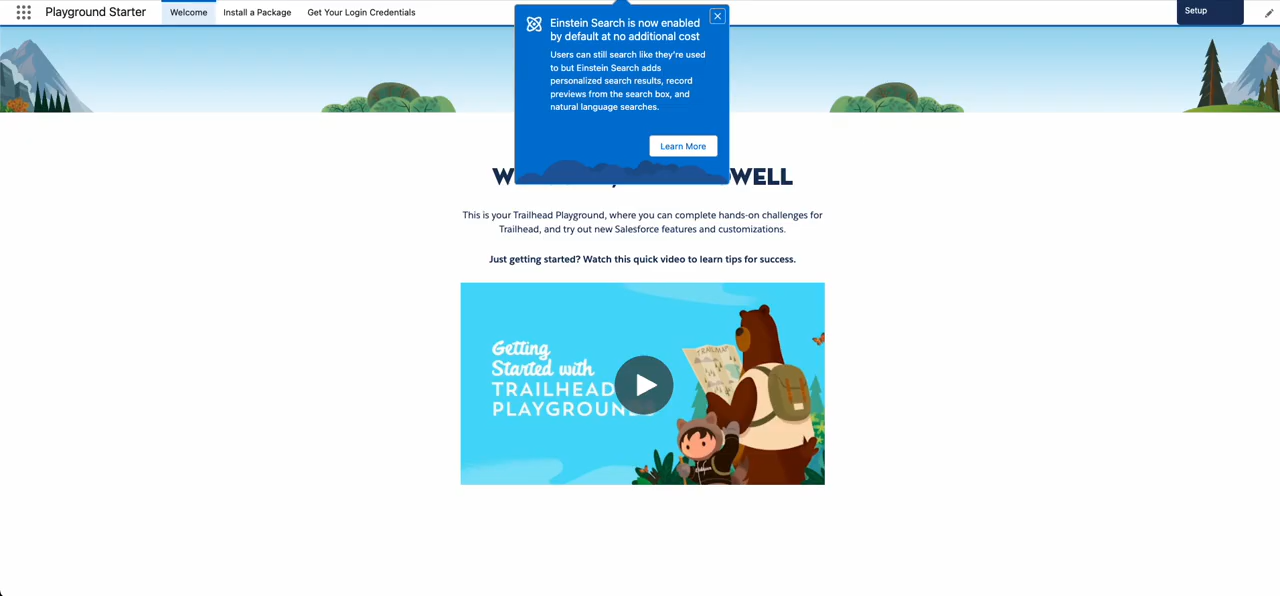 Playground Starter
Welcome
Install a Package
Get Your Login Credentials
Setup
Einstein Search is now enabled
by default at no additional cost
Users can still search like they're used
to but Einstein Search adds
personalized search results, record
previews from the search box, and
natural language searches.
Learn More
This is your Trailhead Playground, where you can complete hands-on challenges for
Trailhead, and try out new Salesforce features and customizations.
Just getting started? Watch this quick video to learn tips for success.
Getting
Started with
TRAILHEAD
PLAYGROUND
TRAILMAP